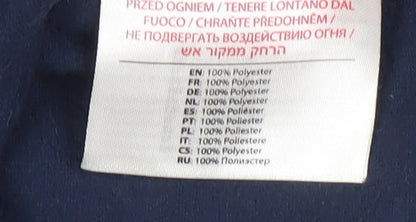 PRZED OGNIEM / TENERE LONTANO DAL
FUOCO / CHRAŇTE PŘEDOHNĚM /
НЕ ПОДВЕРГАТЬ ВОЗДЕЙСТВИЮ ОГНЯ /
הרחק ממקור אש
EN: 100% Polyester
FR: 100% Polyester
DE: 100% Polyester
NL: 100% Polyester
ES: 100% Poliéster
PT: 100% Poliester
PL: 100% Poliester
IT: 100% Poliestere
CS: 100% Polyester
RU: 100% Полиэстер